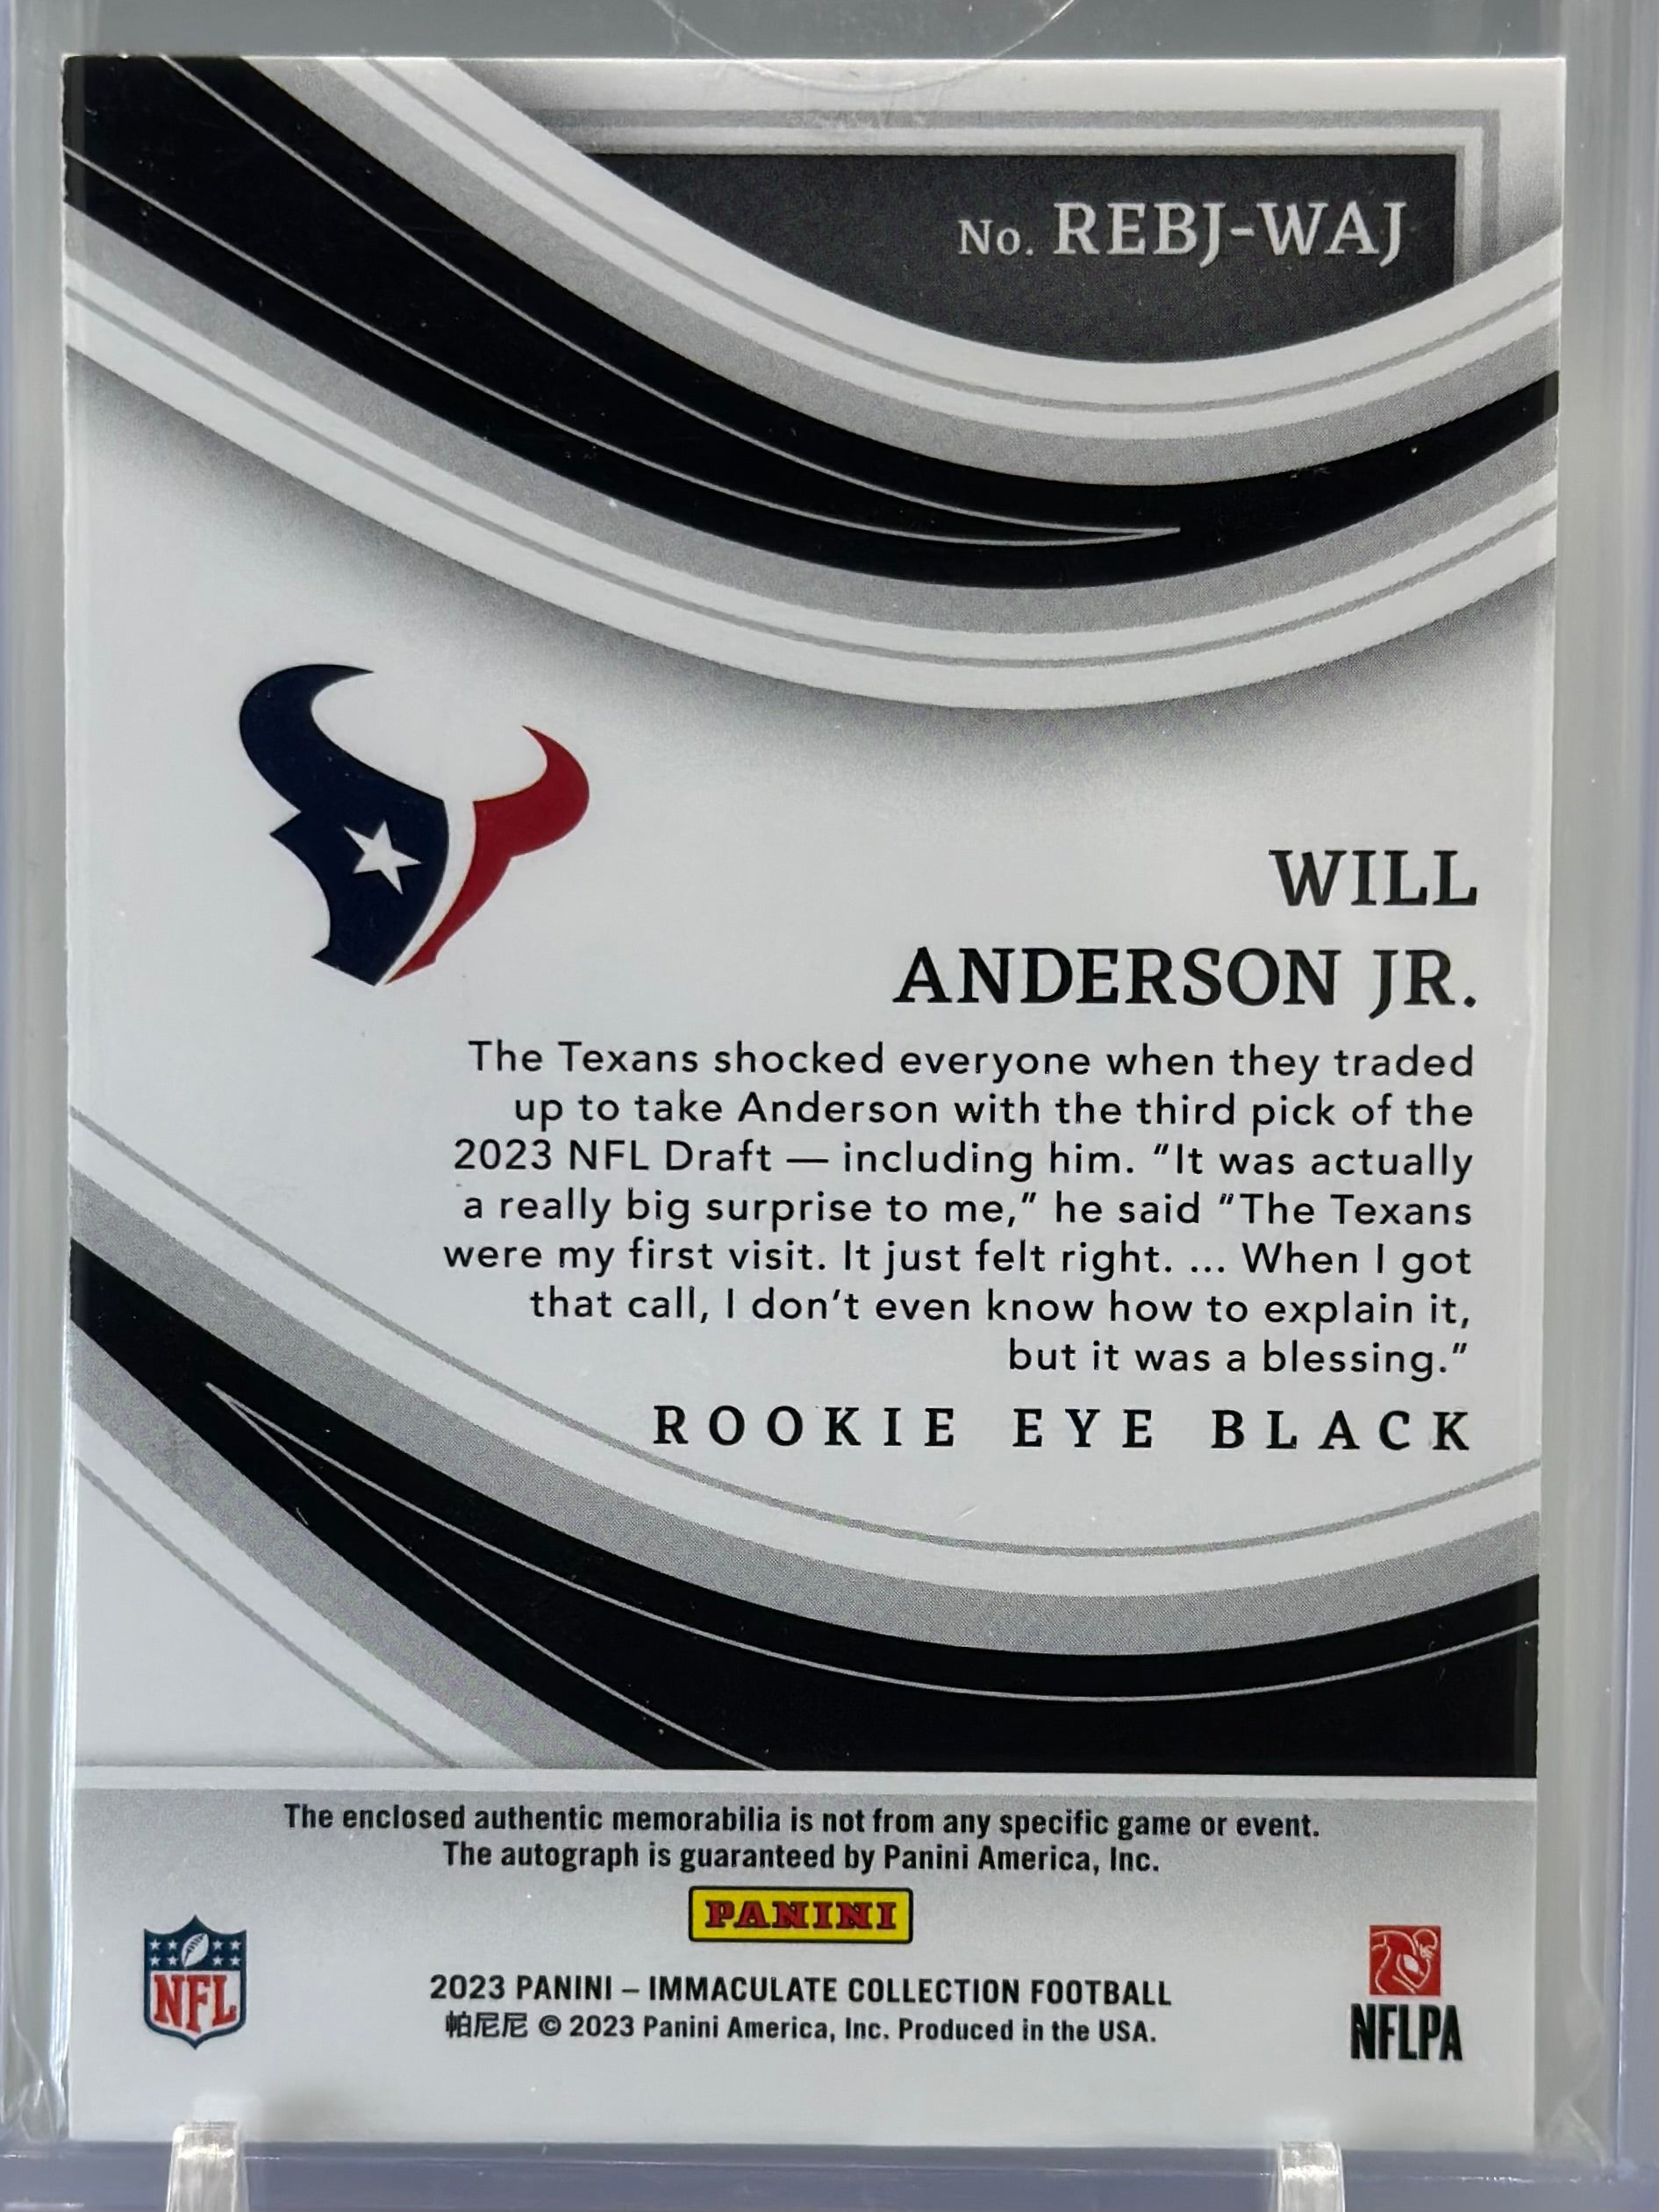 No. REBJ-WAJ
WILL
ANDERSON JR.
The Texans shocked everyone when they traded
up to take Anderson with the third pick of the
2023 NFL Draft — including him. "It was actually
a really big surprise to me," he said "The Texans
were my first visit. It just felt right. ... When I got
that call, I don't even know how to explain it,
but it was a blessing."
ROOKIE EYE BLACK
The enclosed authentic memorabilia is not from any specific game or event.
The autograph is guaranteed by Panini America, Inc.
PANINI
NFL
2023 PANINI – IMMACULATE COLLECTION FOOTBALL
帕尼尼 © 2023 Panini America, Inc. Produced in the USA.
NFLPA